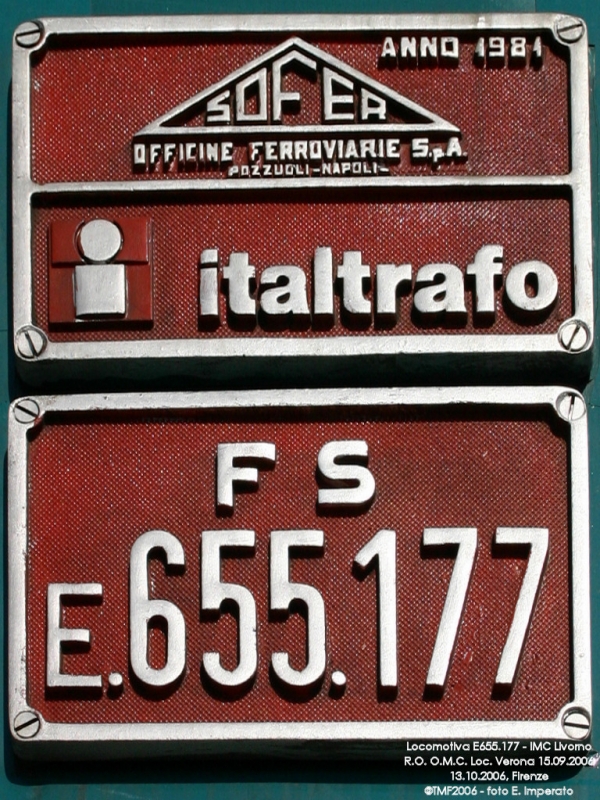 ANNO 1981
SOFER
OFFICINE FERROVIARIE S.p.A.
POZZUOLI-NAPOLI-
italtrafo
FS
E.655.177
Locomotiva E655.177 - IMC Livorno
R.O. O.M.C. Loc. Verona 15.09.2006
13.10.2006, Firenze
©TMF2006 - foto E. Imperato